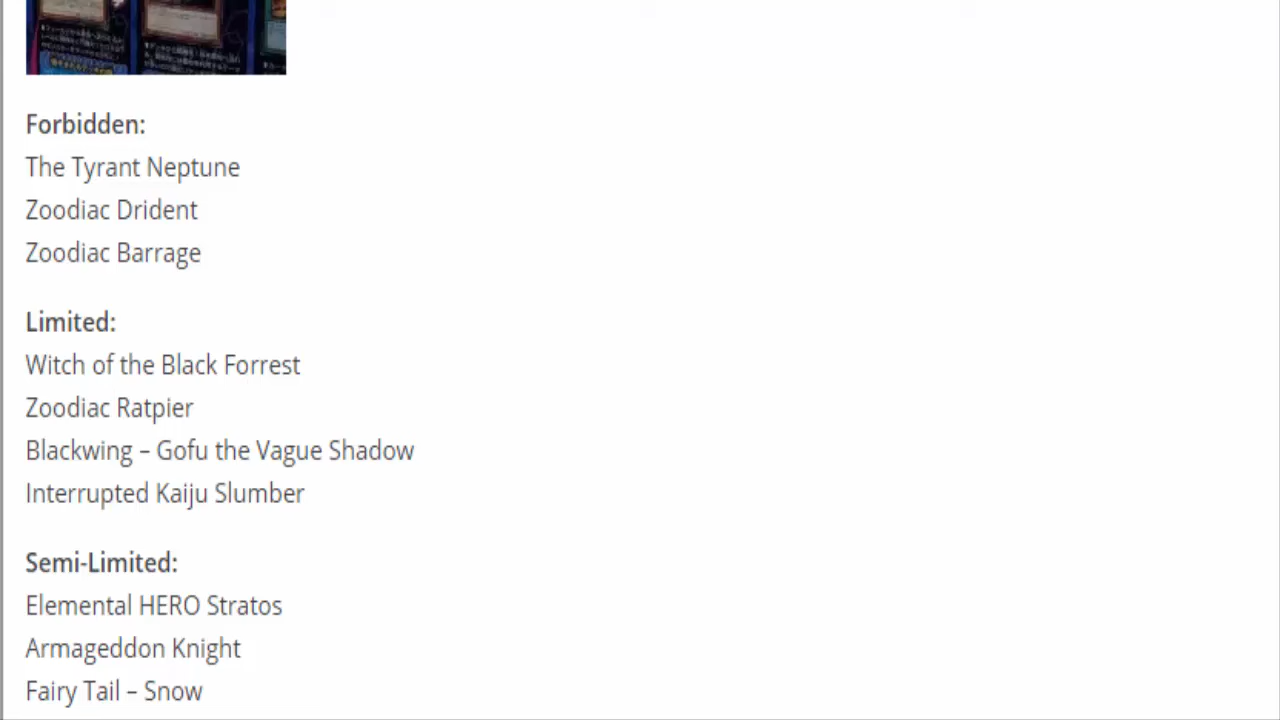 Forbidden:
The Tyrant Neptune
Zoodiac Drident
Zoodiac Barrage
Limited:
Witch of the Black Forrest
Zoodiac Ratpier
Blackwing – Gofu the Vague Shadow
Interrupted Kaiju Slumber
Semi-Limited:
Elemental HERO Stratos
Armageddon Knight
Fairy Tail – Snow